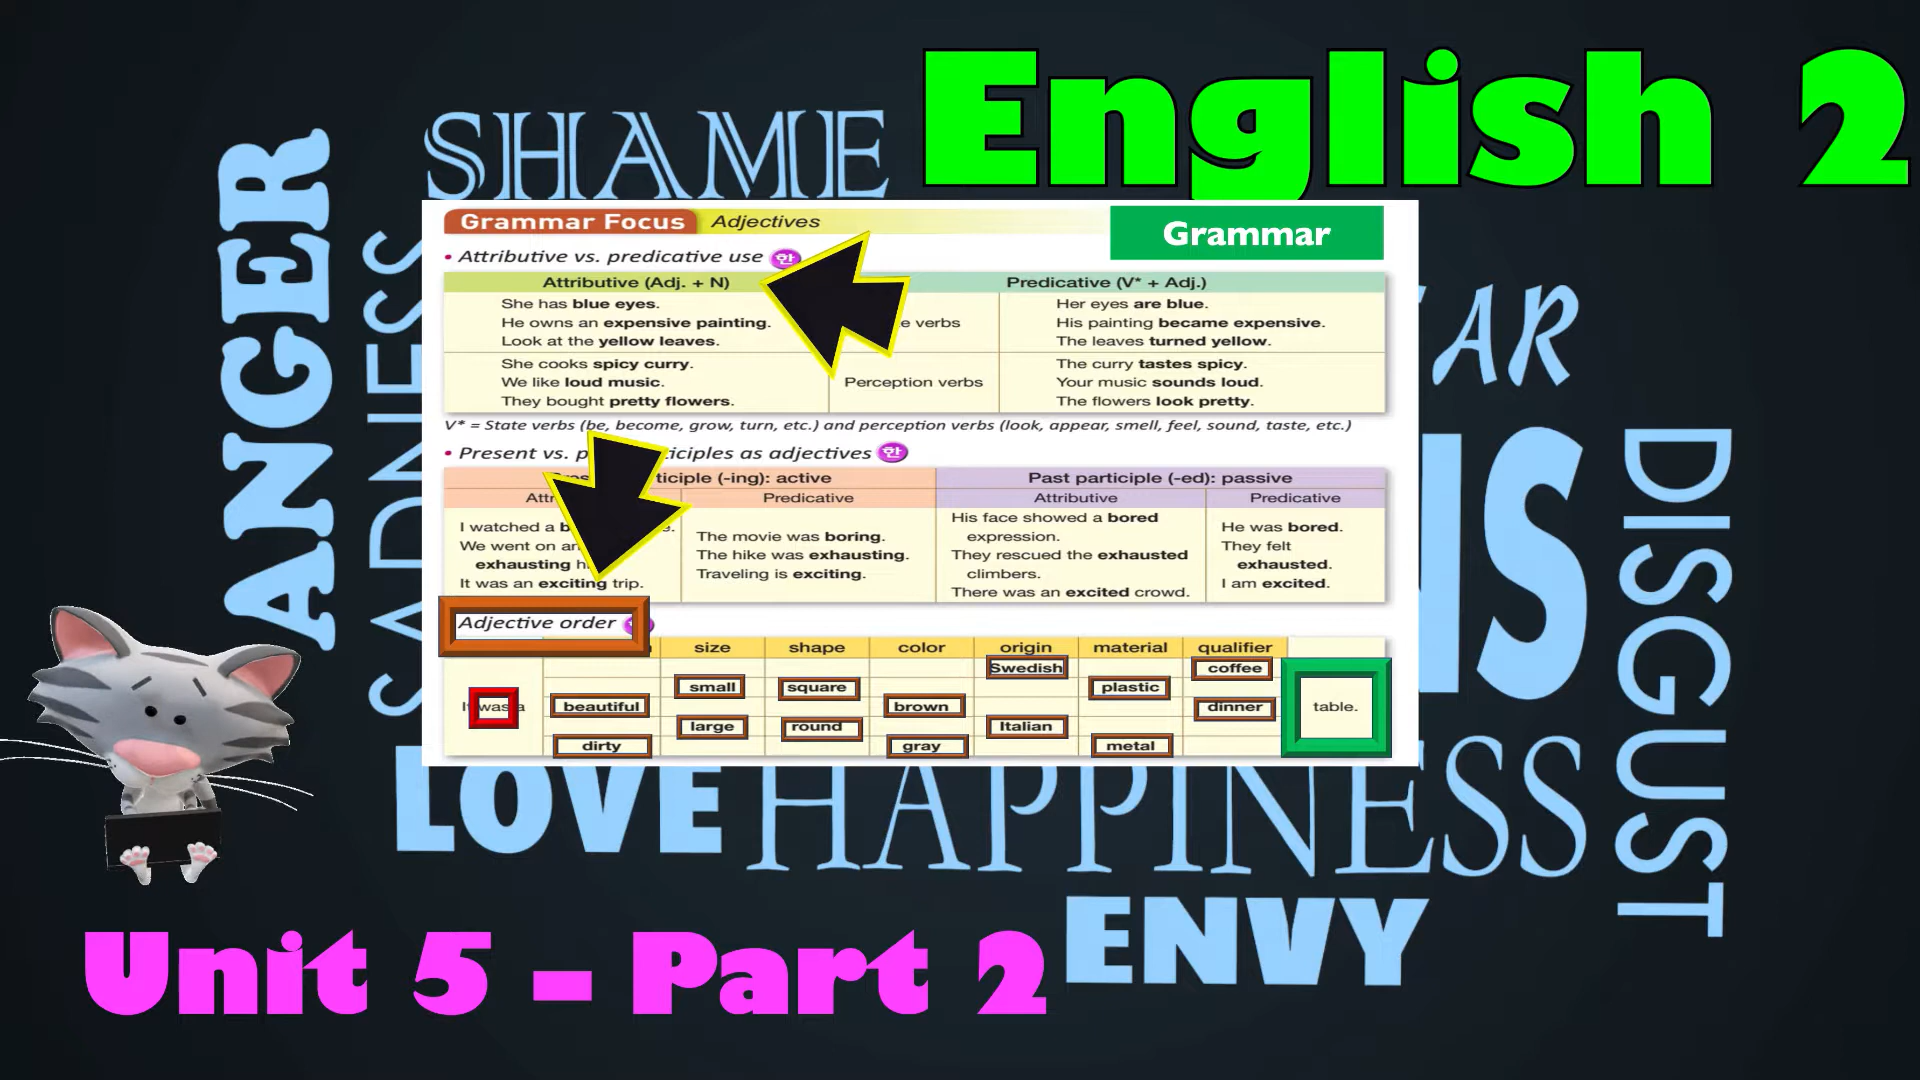 English 2
SHAME
ANGER
SADNESS
AR
DISGUST
Grammar Focus Adjectives
Grammar
• Attributive vs. predicative use 한
Attributive (Adj. + N) Predicative (V* + Adj.)
She has blue eyes. Her eyes are blue.
He owns an expensive painting. verbs His painting became expensive.
Look at the yellow leaves. The leaves turned yellow.
She cooks spicy curry. The curry tastes spicy.
We like loud music. Perception verbs Your music sounds loud.
They bought pretty flowers. The flowers look pretty.
V* = State verbs (be, become, grow, turn, etc.) and perception verbs (look, appear, smell, feel, sound, taste, etc.)
• Present vs. participles as adjectives 한
(-ing): active Past participle (-ed): passive
Predicative Attributive Predicative
I watched a The movie was boring. His face showed a bored expression. He was bored.
We went on an exhausting The hike was exhausting. They rescued the exhausted climbers. They felt exhausted.
It was an exciting trip. Traveling is exciting. There was an excited crowd. I am excited.
Adjective order
size shape color origin material qualifier
Swedish coffee
small square plastic
It was a beautiful brown dinner table.
large round Italian
dirty gray metal
NS
LOVE HAPPINESS
ENVY
Unit 5 - Part 2